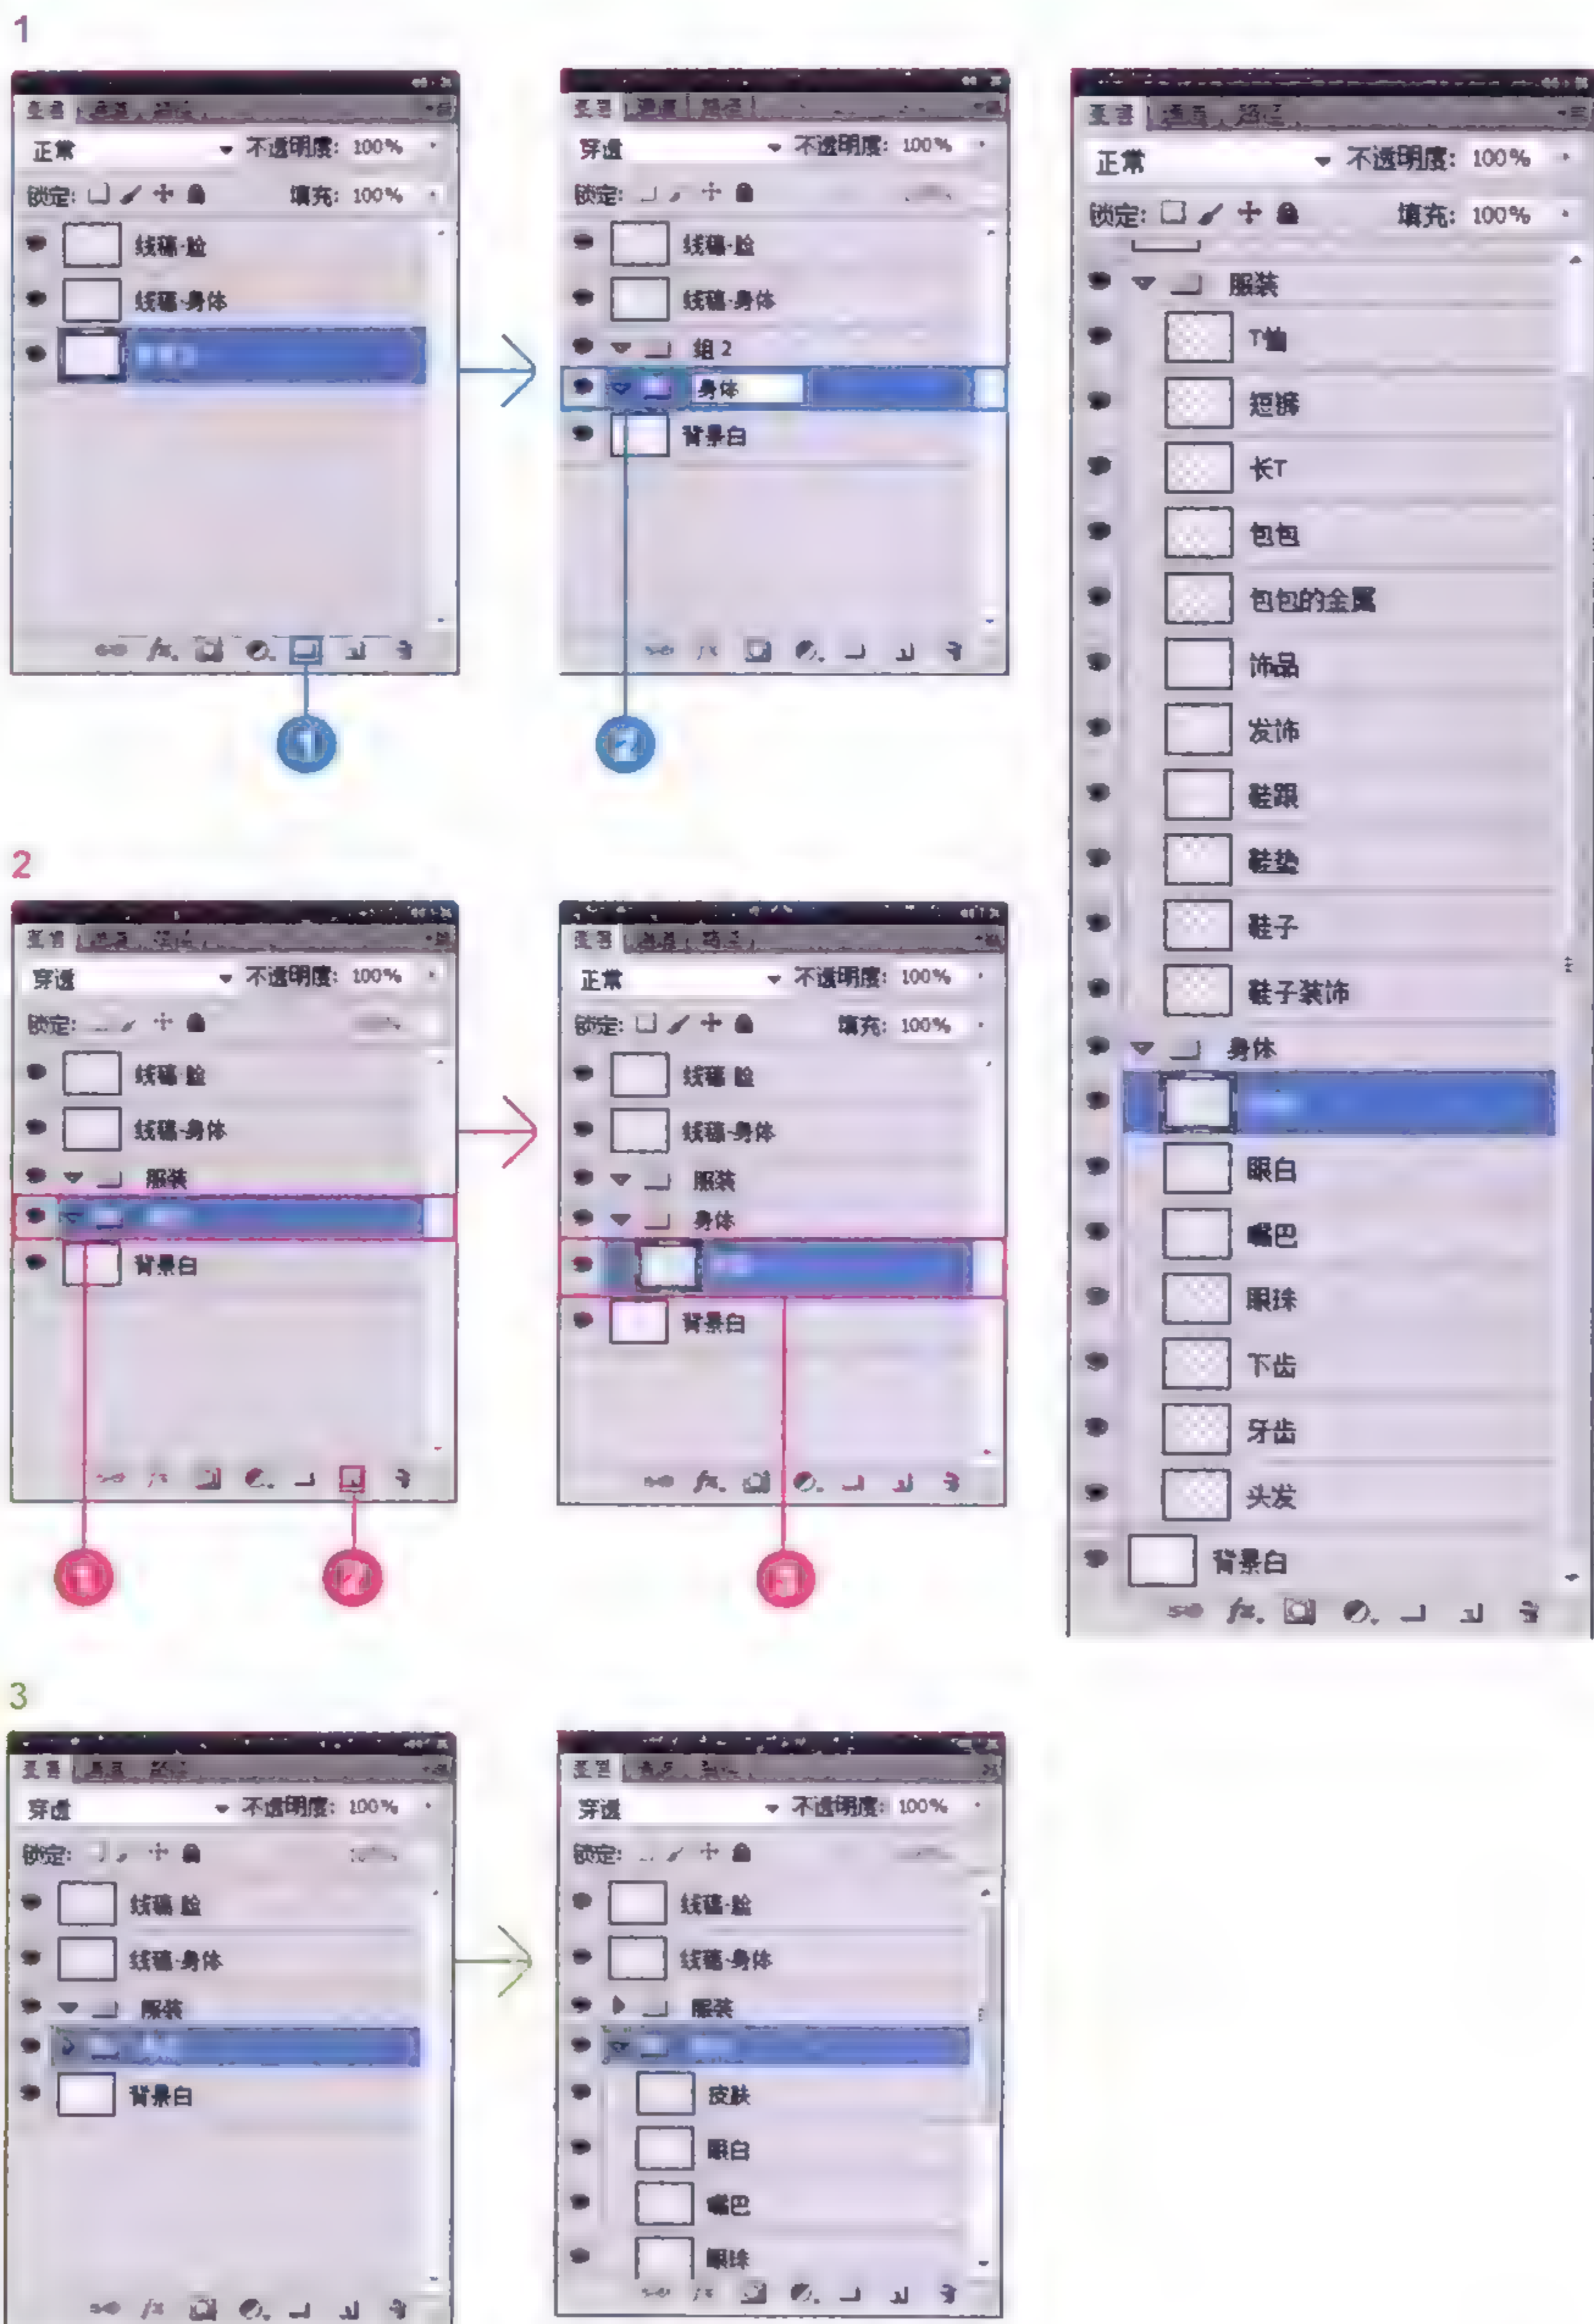 1
正常 不透明度: 100%
锁定: 填充: 100%
线稿-脸
线稿-身体
1
穿透 不透明度: 100%
锁定:
线稿-脸
线稿-身体
组 2
身体
背景白
2
2
穿透 不透明度: 100%
锁定:
线稿-脸
线稿-身体
服装
背景白
1
2
正常 不透明度: 100%
锁定: 填充: 100%
线稿-脸
线稿-身体
服装
身体
背景白
3
穿透 不透明度: 100%
锁定:
线稿-脸
线稿-身体
服装
背景白
穿透 不透明度: 100%
锁定:
线稿-脸
线稿-身体
服装
皮肤
眼白
嘴巴
眼珠
正常 不透明度: 100%
锁定: 填充: 100%
服装
T恤
短裤
长T
包包
包包的金属
饰品
发饰
鞋跟
鞋垫
鞋子
鞋子装饰
身体
眼白
嘴巴
眼珠
下齿
牙齿
头发
背景白